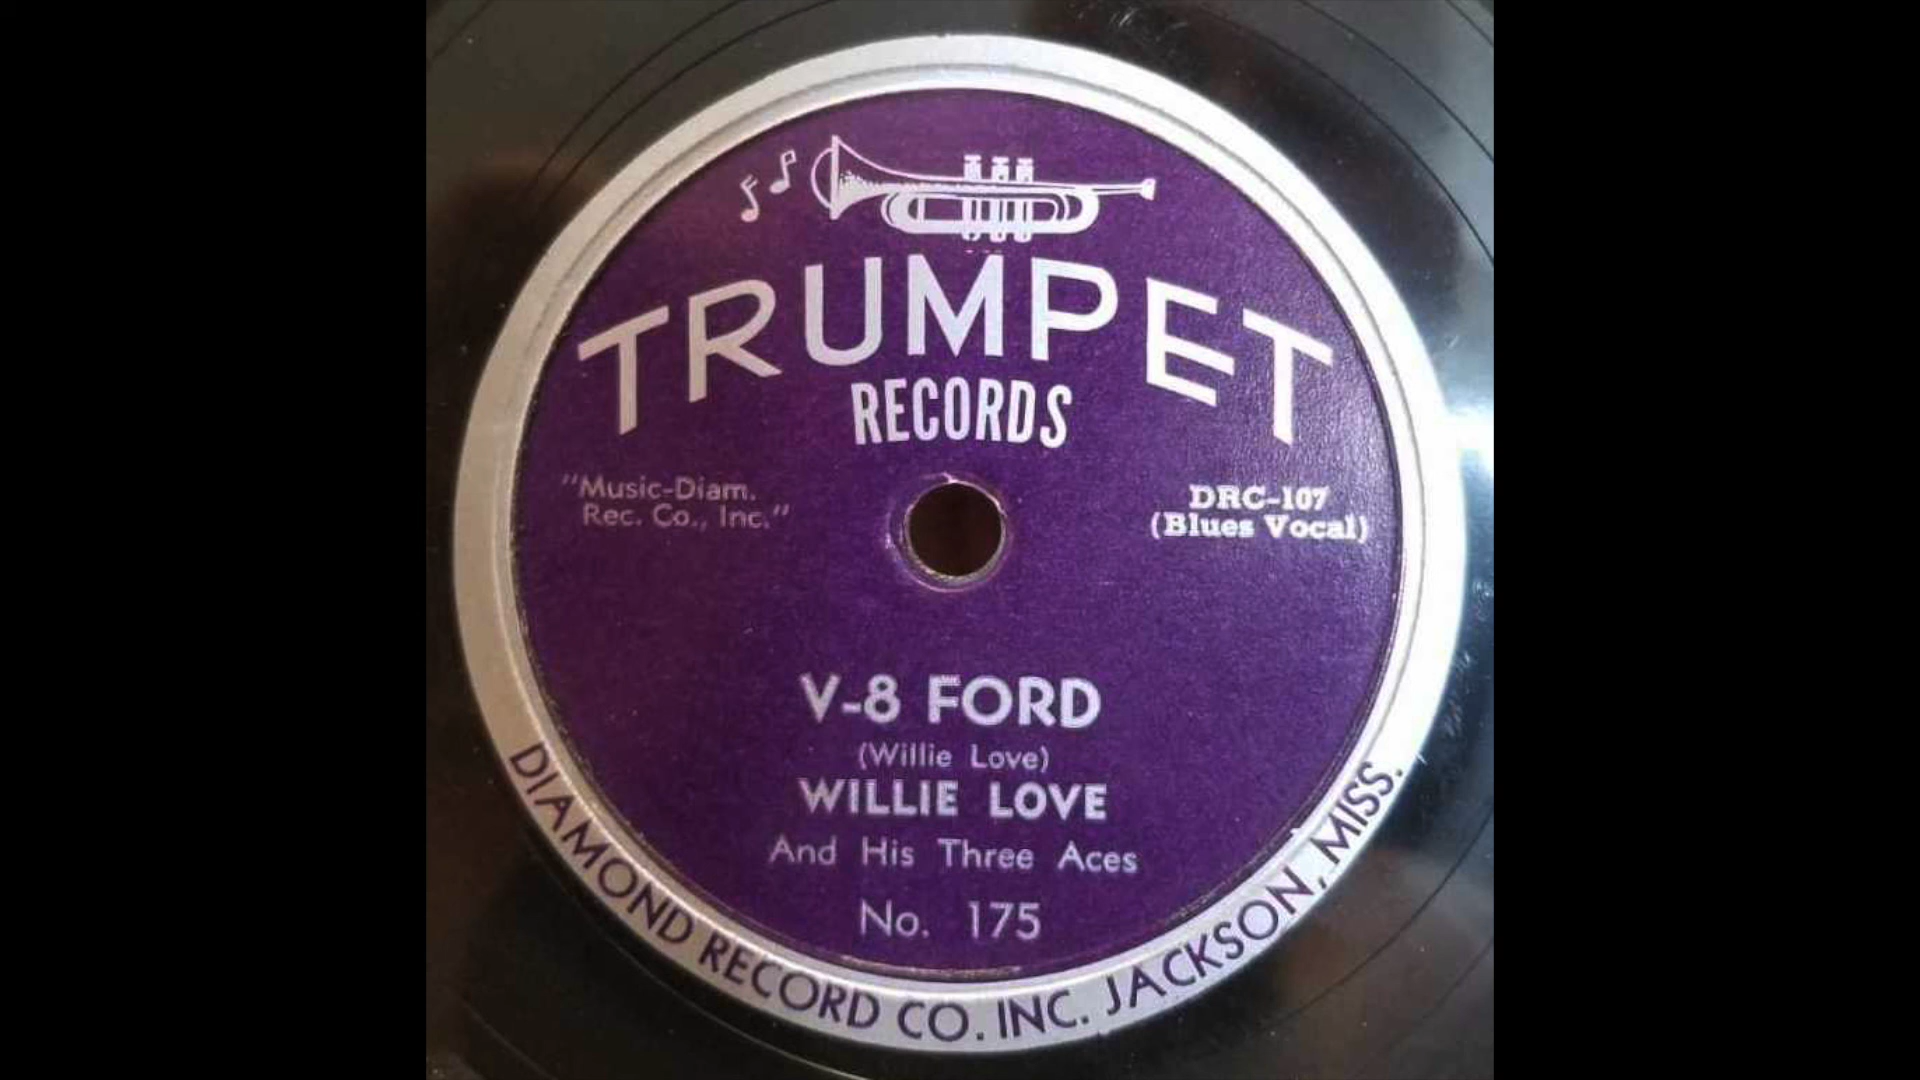 TRUMPET
RECORDS
"Music-Diam.
Rec. Co., Inc."
DRC-107
(Blues Vocal)
V-8 FORD
(Willie Love)
WILLIE LOVE
And His Three Aces
No. 175
DIAMOND RECORD CO. INC. JACKSON, MISS.